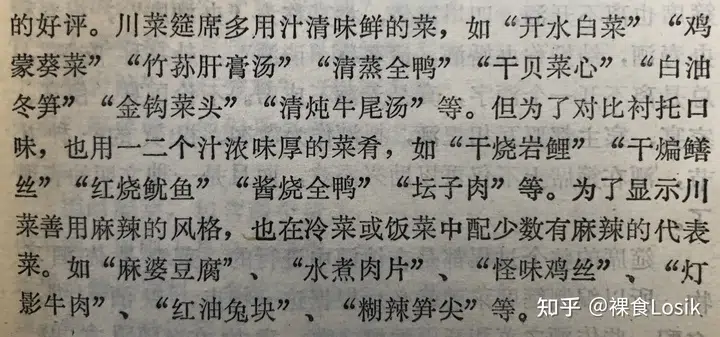 的好评。川菜筵席多用汁清味鲜的菜，如“开水白菜”“鸡
蒙葵菜”“竹荪肝膏汤”“清蒸全鸭”“干贝菜心”“白油
冬笋”“金钩菜头”“清炖牛尾汤”等。但为了对比衬托口
味，也用一二个汁浓味厚的菜肴，如“干烧岩鲤”“干煸鳝
丝”“红烧鱿鱼”“酱烧全鸭”“坛子肉”等。为了显示川
菜善用麻辣的风格，也在冷菜或饭菜中配少数有麻辣的代表
菜。如“麻婆豆腐”、“水煮肉片”、“怪味鸡丝”、“灯
影牛肉”、“红油兔块”、“糊辣笋尖”等。
知乎 @裸食Losik